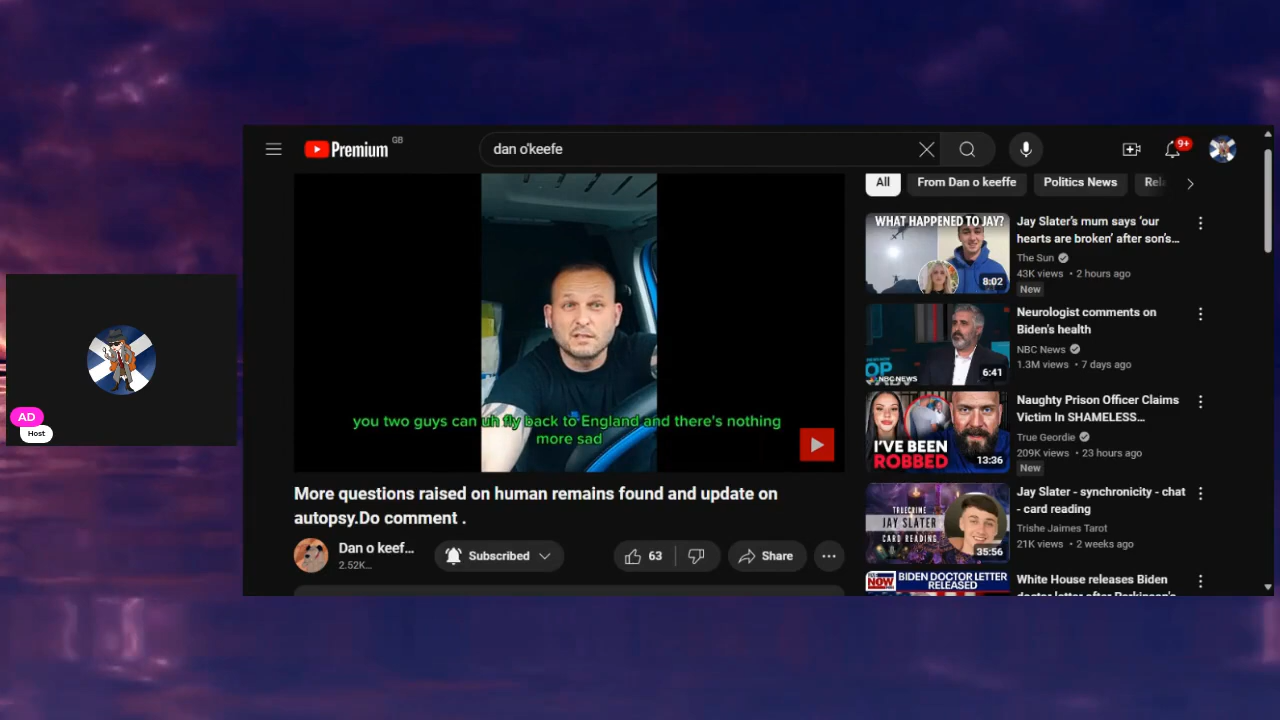 Premium GB
dan o'keefe
9+
All
From Dan o keeffe
Politics News
you two guys can uh fly back to England and there's nothing
more sad
More questions raised on human remains found and update on
autopsy.Do comment .
Dan o keef...
2.52K...
Subscribed
63
Share
WHAT HAPPENED TO JAY?
8:02
Jay Slater's mum says 'our
hearts are broken' after son's...
The Sun
43K views • 2 hours ago
New
NBC NEWS
6:41
Neurologist comments on
Biden's health
NBC News
1.3M views • 7 days ago
I'VE BEEN
ROBBED
13:36
Naughty Prison Officer Claims
Victim In SHAMELESS...
True Geordie
209K views • 23 hours ago
New
TRUECRIME
JAY SLATER
CARD READING
35:56
Jay Slater - synchronicity - chat
- card reading
Trishe Jaimes Tarot
21K views • 2 weeks ago
NOW
BIDEN DOCTOR LETTER
RELEASED
White House releases Biden
AD
Host